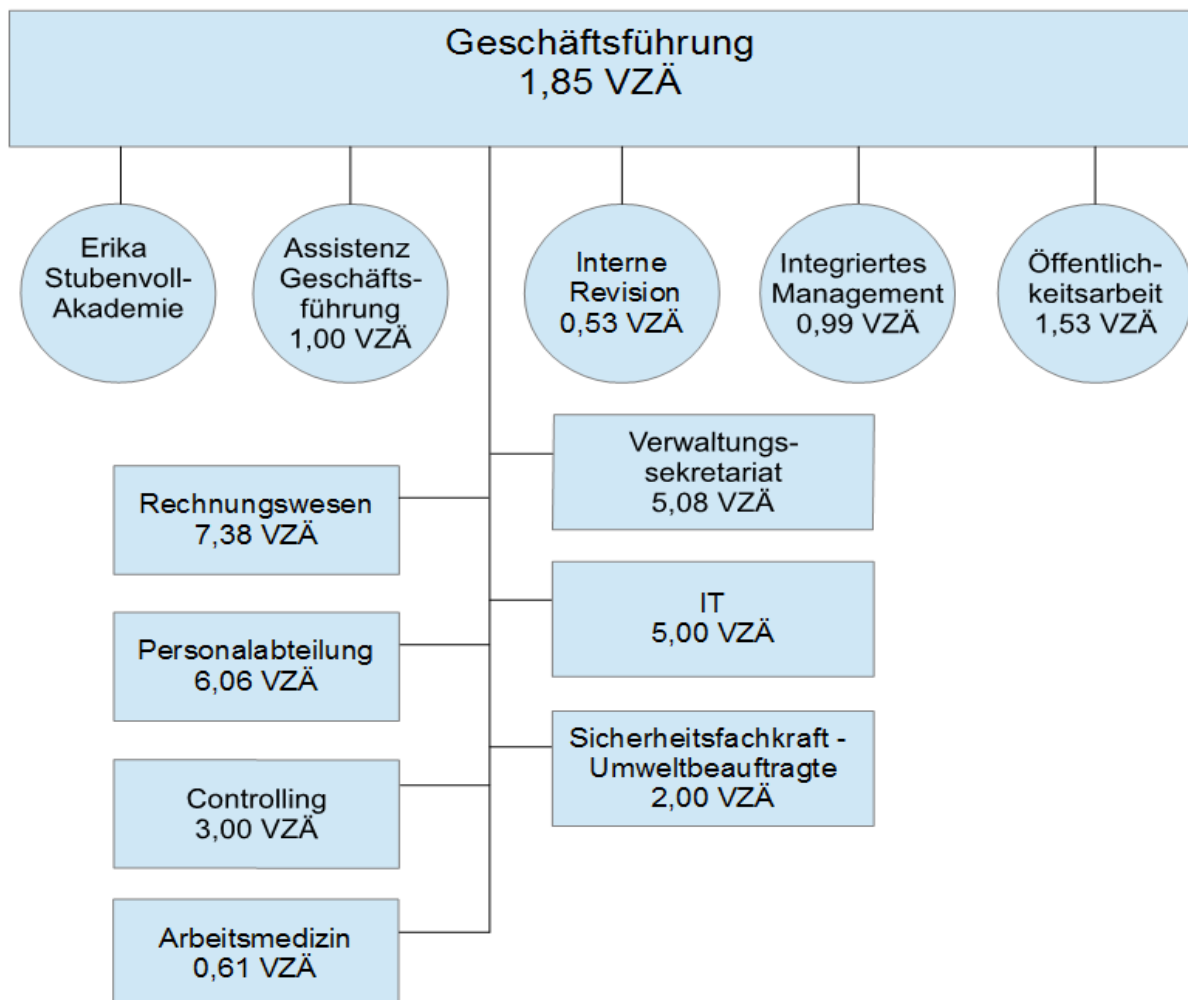 Geschäftsführung
1,85 VZÄ
Erika
Stubenvoll-
Akademie
Assistenz
Geschäfts-
führung
1,00 VZÄ
Interne
Revision
0,53 VZÄ
Integriertes
Management
0,99 VZÄ
Öffentlich-
keitsarbeit
1,53 VZÄ
Verwaltungs-
sekretariat
5,08 VZÄ
Rechnungswesen
7,38 VZÄ
IT
5,00 VZÄ
Personalabteilung
6,06 VZÄ
Sicherheitsfachkraft -
Umweltbeauftragte
2,00 VZÄ
Controlling
3,00 VZÄ
Arbeitsmedizin
0,61 VZÄ